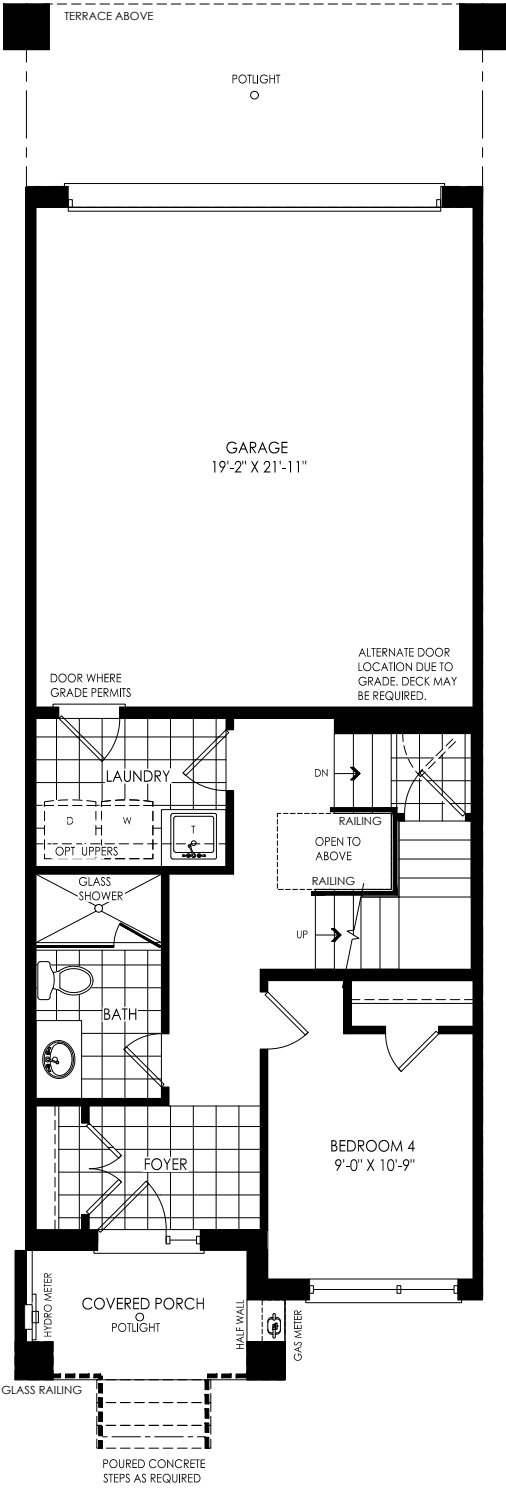 TERRACE ABOVE
POTLIGHT
GARAGE
19'-2" X 21'-11"
ALTERNATE DOOR
LOCATION DUE TO
GRADE. DECK MAY
BE REQUIRED.
DOOR WHERE
GRADE PERMITS
LAUNDRY
DN
D
W
T
RAILING
OPEN TO
ABOVE
OPT UPPERS
RAILING
GLASS
SHOWER
UP
BATH
BEDROOM 4
9'-0" X 10'-9"
FOYER
HYDRO METER
COVERED PORCH
POTLIGHT
HALF WALL
GAS METER
GLASS RAILING
POURED CONCRETE
STEPS AS REQUIRED